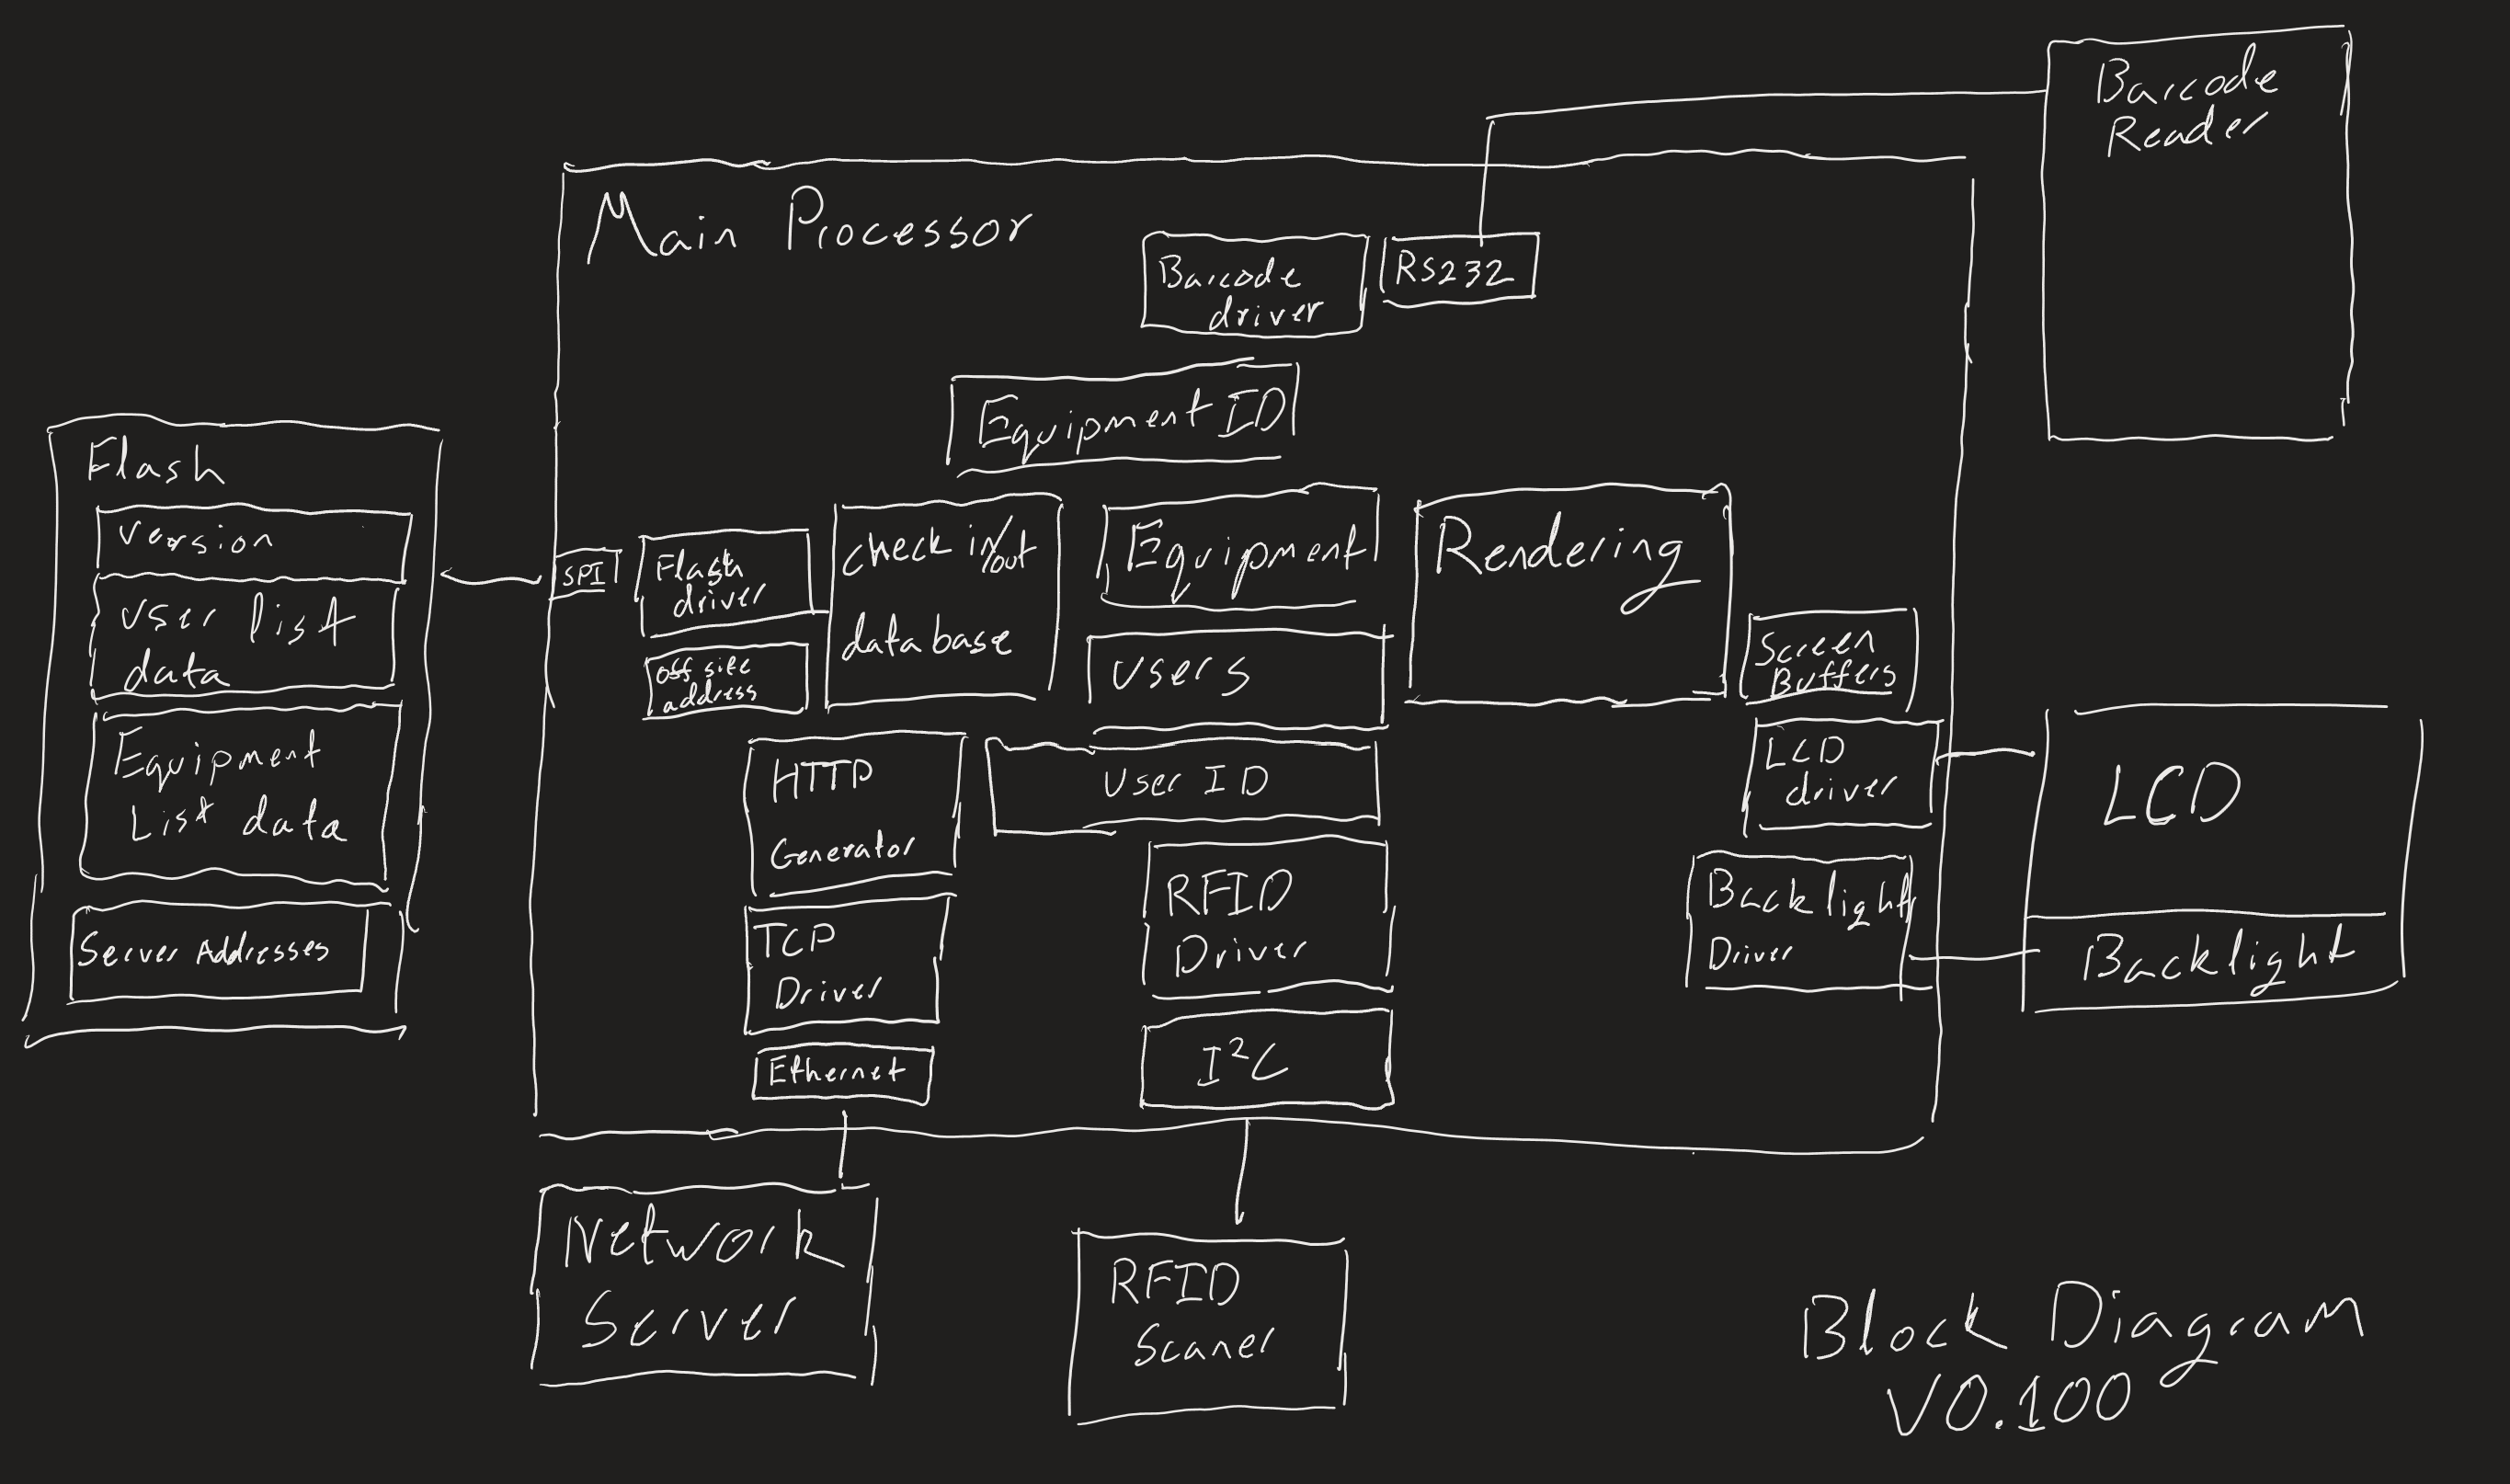 Barcode
Reader
Main Processor
Barcode
driver
RS232
Equipment ID
Flash
version
user list
data
Equipment
List data
Server Addresses
SPI
Flash
driver
off site
address
check in/out
database
Equipment
users
Rendering
Screen
Buffers
HTTP
Generator
User ID
LCD
driver
LCD
TCP
Driver
RFID
Driver
Backlight
Driver
Backlight
Ethernet
I²C
Network
Server
RFID
Scaner
Block Diagram
V0.100